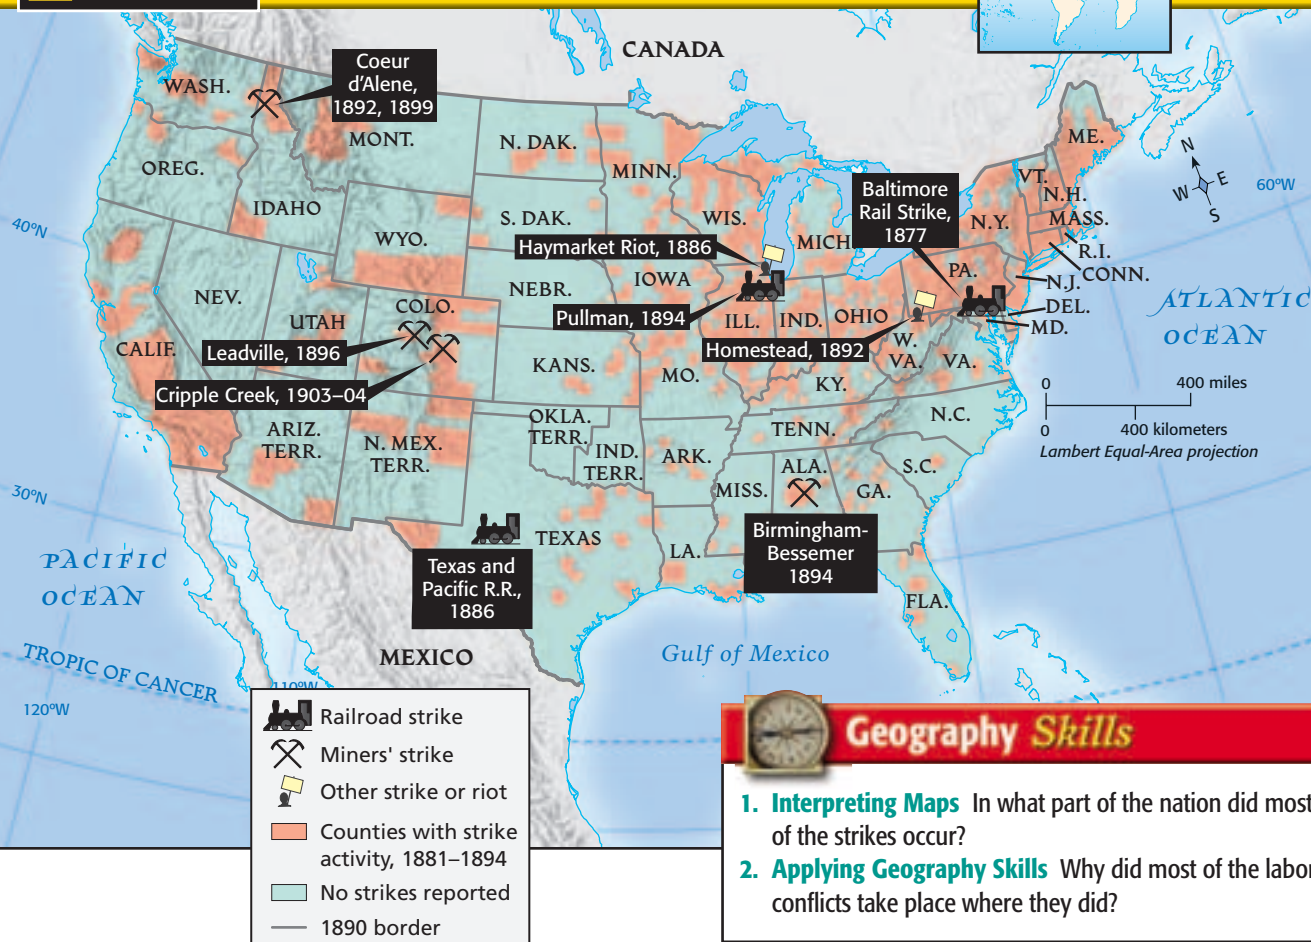 CANADA
Coeur
d'Alene,
1892, 1899
WASH.
MONT.
N. DAK.
MINN.
ME.
OREG.
VT.
N.H.
IDAHO
Baltimore
Rail Strike,
1877
N
W
E
S
60°W
40°N
WYO.
S. DAK.
WIS.
MICH.
N.Y.
MASS.
R.I.
CONN.
Haymarket Riot, 1886
PA.
N.J.
NEV.
NEBR.
IOWA
DEL.
MD.
ATLANTIC
OCEAN
UTAH
COLO.
Pullman, 1894
ILL.
IND.
OHIO
CALIF.
Leadville, 1896
Homestead, 1892
W.
VA.
VA.
Cripple Creek, 1903–04
KANS.
MO.
KY.
0 400 miles
0 400 kilometers
Lambert Equal-Area projection
ARIZ.
TERR.
N. MEX.
TERR.
OKLA.
TERR.
IND.
TERR.
ARK.
TENN.
N.C.
S.C.
30°N
MISS.
ALA.
GA.
TEXAS
LA.
Birmingham-
Bessemer
1894
PACIFIC
OCEAN
Texas and
Pacific R.R.,
1886
FLA.
MEXICO
Gulf of Mexico
TROPIC OF CANCER
110°W
120°W
Railroad strike
Miners' strike
Other strike or riot
Counties with strike
activity, 1881–1894
No strikes reported
1890 border
Geography Skills
1. Interpreting Maps In what part of the nation did most
of the strikes occur?
2. Applying Geography Skills Why did most of the labor
conflicts take place where they did?